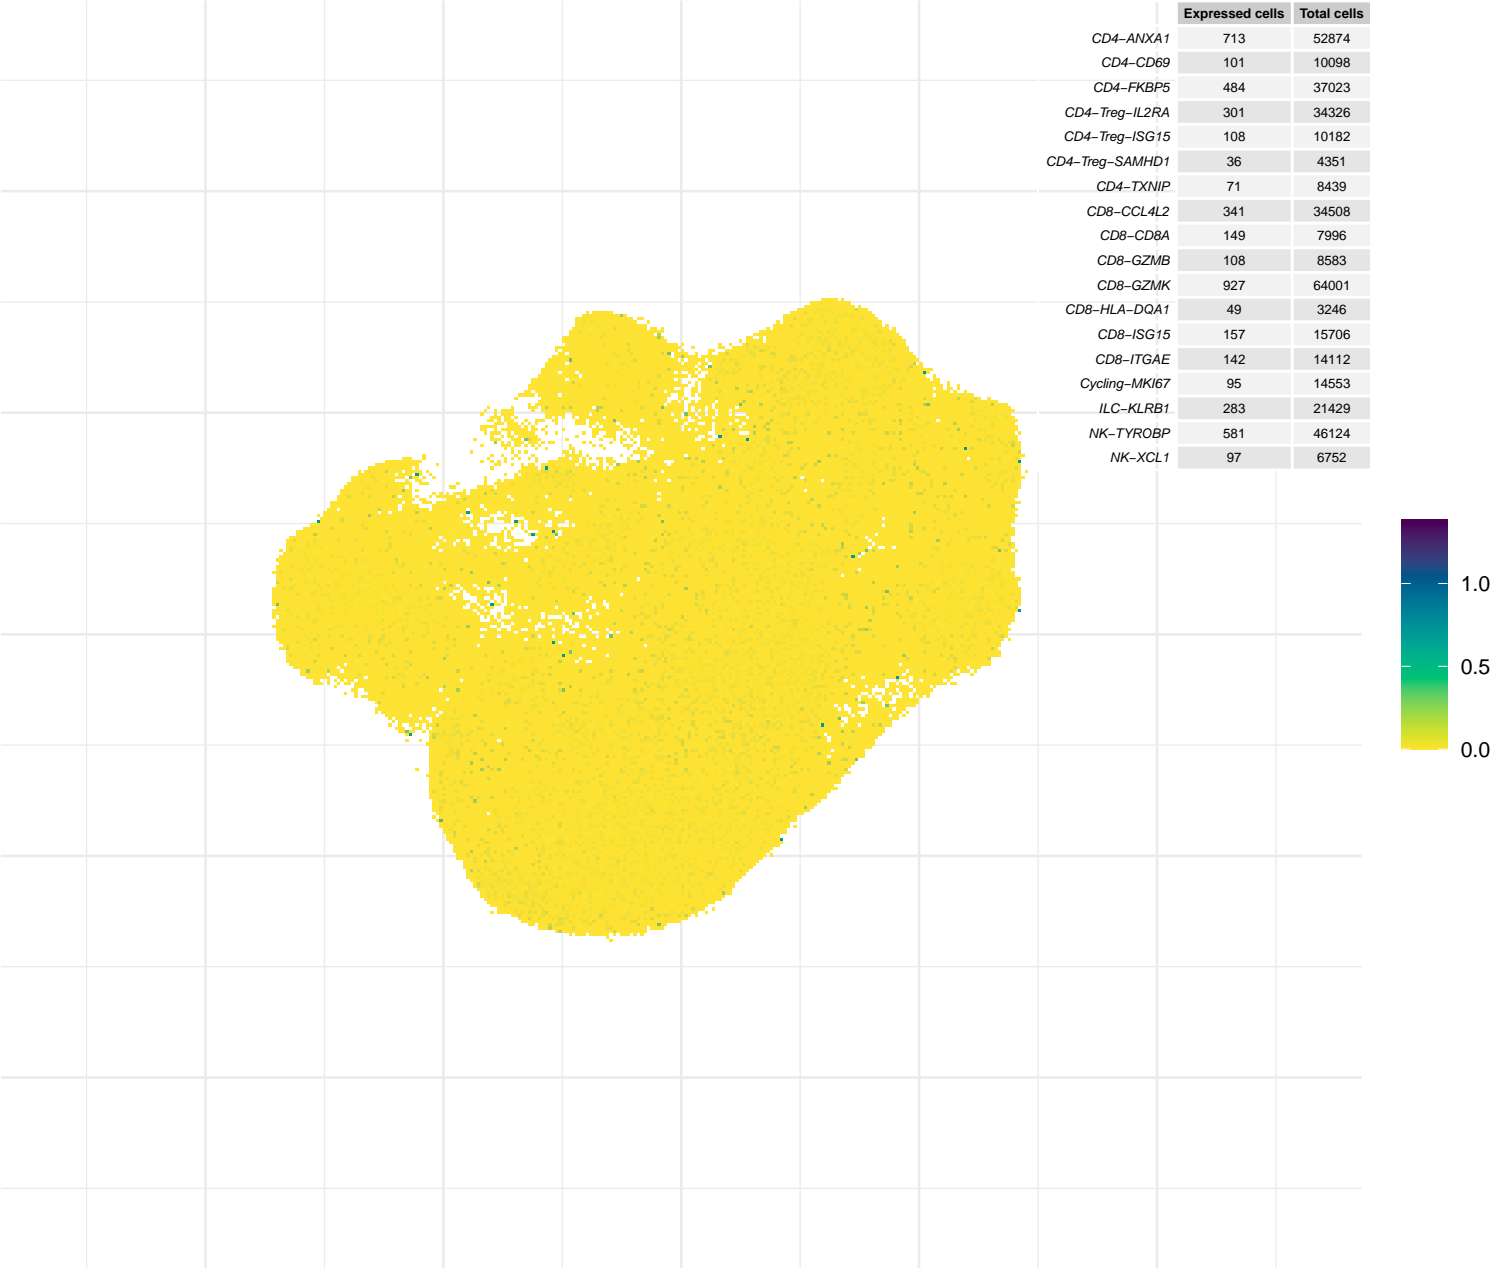 Expressed cells Total cells
CD4−ANXA1 713 52874
CD4−CD69 101 10098
CD4−FKBP5 484 37023
CD4−Treg−IL2RA 301 34326
CD4−Treg−ISG15 108 10182
CD4−Treg−SAMHD1 36 4351
CD4−TXNIP 71 8439
CD8−CCL4L2 341 34508
CD8−CD8A 149 7996
CD8−GZMB 108 8583
CD8−GZMK 927 64001
CD8−HLA−DQA1 49 3246
CD8−ISG15 157 15706
CD8−ITGAE 142 14112
Cycling−MKI67 95 14553
ILC−KLRB1 283 21429
NK−TYROBP 581 46124
NK−XCL1 97 6752
1.0
0.5
0.0